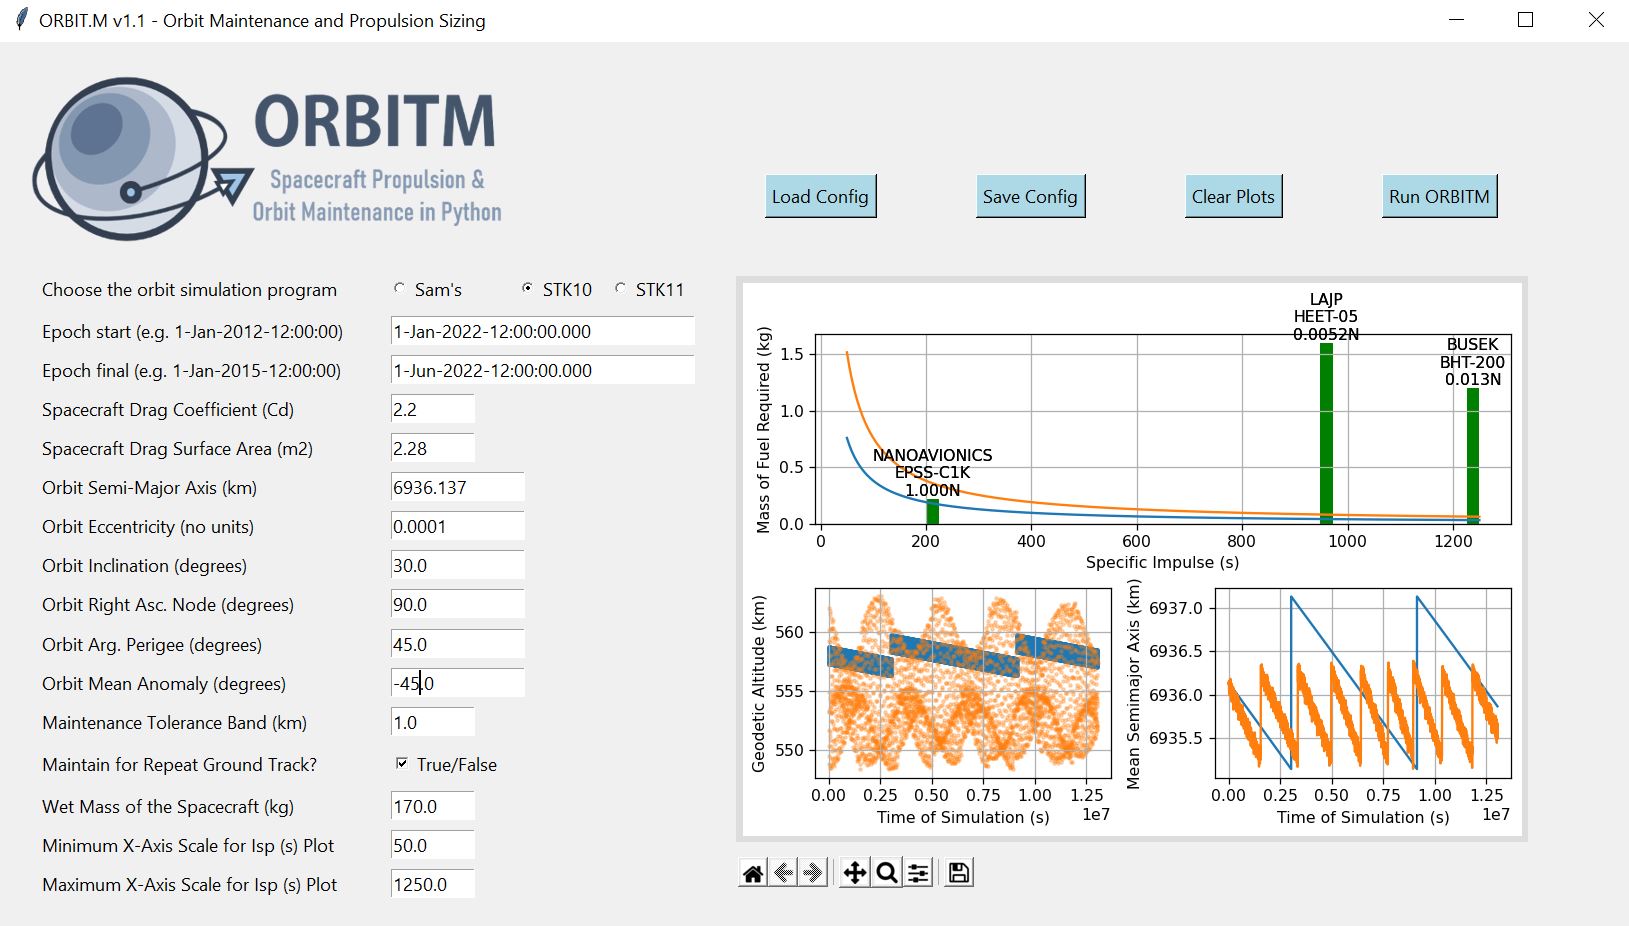 ORBIT.M v1.1 - Orbit Maintenance and Propulsion Sizing
ORBITM
Spacecraft Propulsion &
Orbit Maintenance in Python
Load Config
Save Config
Clear Plots
Run ORBITM
Choose the orbit simulation program
Sam's
STK10
STK11
Epoch start (e.g. 1-Jan-2012-12:00:00)
1-Jan-2022-12:00:00.000
Epoch final (e.g. 1-Jan-2015-12:00:00)
1-Jun-2022-12:00:00.000
Spacecraft Drag Coefficient (Cd)
2.2
Spacecraft Drag Surface Area (m2)
2.28
Orbit Semi-Major Axis (km)
6936.137
Orbit Eccentricity (no units)
0.0001
Orbit Inclination (degrees)
30.0
Orbit Right Asc. Node (degrees)
90.0
Orbit Arg. Perigee (degrees)
45.0
Orbit Mean Anomaly (degrees)
-45.0
Maintenance Tolerance Band (km)
1.0
Maintain for Repeat Ground Track?
True/False
Wet Mass of the Spacecraft (kg)
170.0
Minimum X-Axis Scale for Isp (s) Plot
50.0
Maximum X-Axis Scale for Isp (s) Plot
1250.0
Mass of Fuel Required (kg)
1.5
1.0
0.5
0.0
NANOAVIONICS
EPSS-C1K
1.000N
LAJP
HEET-05
0.0052N
BUSEK
BHT-200
0.013N
0 200 400 600 800 1000 1200
Specific Impulse (s)
Geodetic Altitude (km)
560
555
550
0.00 0.25 0.50 0.75 1.00 1.25
1e7
Time of Simulation (s)
Mean Semimajor Axis (km)
6937.0
6936.5
6936.0
6935.5
0.00 0.25 0.50 0.75 1.00 1.25
1e7
Time of Simulation (s)